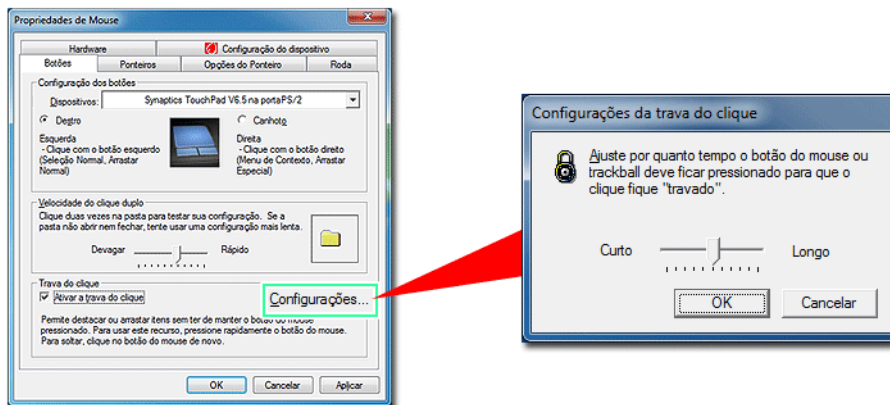 Propriedades de Mouse
Hardware
Configuração do dispositivo
Botões
Ponteiros
Opções do Ponteiro
Roda
Configuração dos botões
Dispositivos:
Synaptics TouchPad V6.5 na portaPS/2
Destro
Canhoto
Esquerda
- Clique com o botão esquerdo
(Seleção Normal, Arrastar
Normal)
Direita
- Clique com o botão direito
(Menu de Contexto, Arrastar
Especial)
Velocidade do clique duplo
Clique duas vezes na pasta para testar sua configuração. Se a
pasta não abrir nem fechar, tente usar uma configuração mais lenta.
Devagar
Rápido
Trava do clique
Ativar a trava do clique
Configurações...
Permite destacar ou arrastar itens sem ter de manter o botão do mouse
pressionado. Para usar este recurso, pressione rapidamente o botão do mouse.
Para soltar, clique no botão do mouse de novo.
OK
Cancelar
Aplicar
Configurações da trava do clique
Ajuste por quanto tempo o botão do mouse ou
trackball deve ficar pressionado para que o
clique fique "travado".
Curto
Longo
OK
Cancelar